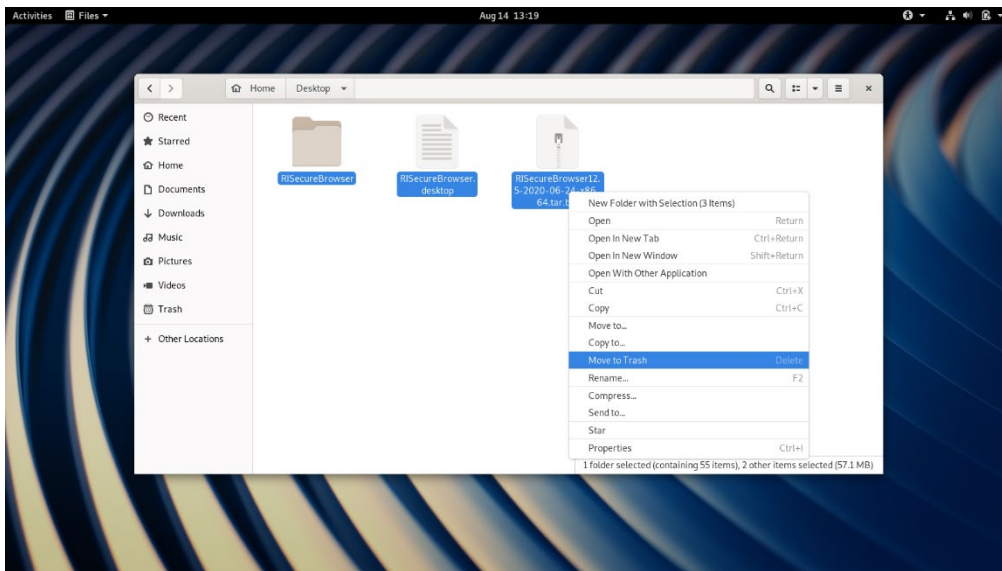 Activities Files Aug 14 13:19
Home Desktop
Recent
Starred
Home
Documents
Downloads
Music
Pictures
Videos
Trash
+ Other Locations
RISecureBrowser
RISecureBrowser.
desktop
RISecureBrowser12.
5-2020-06-24-x86_
64.tar.b
New Folder with Selection (3 Items)
Open Return
Open In New Tab Ctrl+Return
Open In New Window Shift+Return
Open With Other Application
Cut Ctrl+X
Copy Ctrl+C
Move to…
Copy to…
Move to Trash Delete
Rename… F2
Compress…
Send to…
Star
Properties Ctrl+I
1 folder selected (containing 55 items), 2 other items selected (57.1 MB)